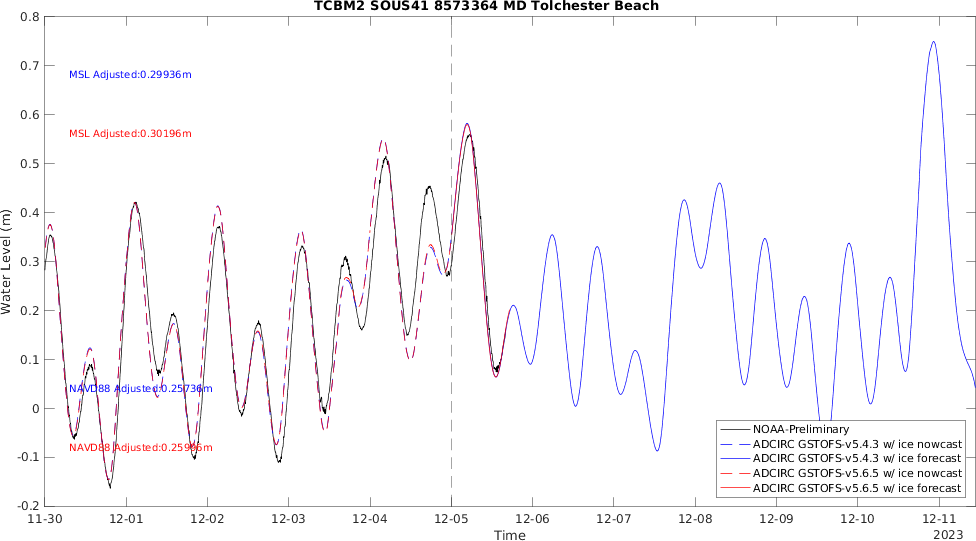 TCBM2 SOUS41 8573364 MD Tolchester Beach
0.8
0.7
0.6
0.5
0.4
0.3
0.2
0.1
0
-0.1
-0.2
Water Level (m)
MSL Adjusted:0.29936m
MSL Adjusted:0.30196m
NAVD88 Adjusted:0.25736m
NAVD88 Adjusted:0.25996m
NOAA-Preliminary
ADCIRC GSTOFS-v5.4.3 w/ ice nowcast
ADCIRC GSTOFS-v5.4.3 w/ ice forecast
ADCIRC GSTOFS-v5.6.5 w/ ice nowcast
ADCIRC GSTOFS-v5.6.5 w/ ice forecast
11-30 12-01 12-02 12-03 12-04 12-05 12-06 12-07 12-08 12-09 12-10 12-11
Time
2023